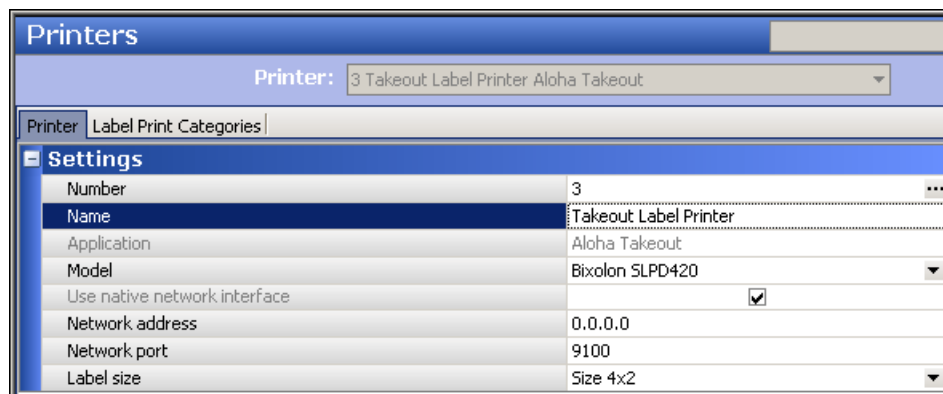 Printers
Printer: 3 Takeout Label Printer Aloha Takeout
Printer Label Print Categories
Settings
Number 3 ...
Name Takeout Label Printer
Application Aloha Takeout
Model Bixolon SLPD420
Use native network interface
Network address 0.0.0.0
Network port 9100
Label size Size 4x2